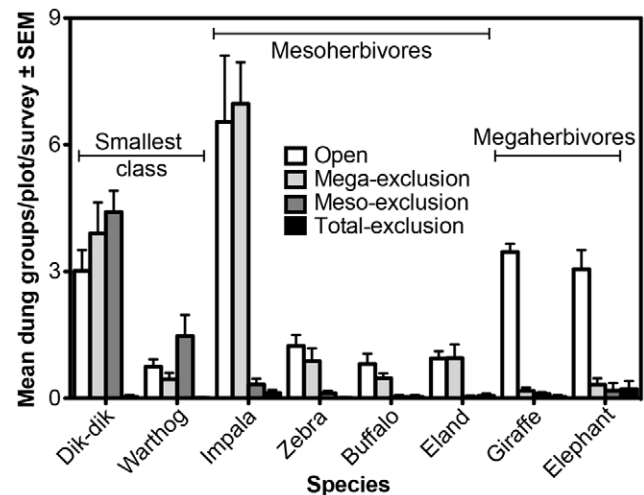 Mean dung groups/plot/survey ± SEM
9
6
3
0
Mesoherbivores
Smallest
class
Megaherbivores
Open
Mega-exclusion
Meso-exclusion
Total-exclusion
Dik-dik
Warthog
Impala
Zebra
Buffalo
Eland
Giraffe
Elephant
Species